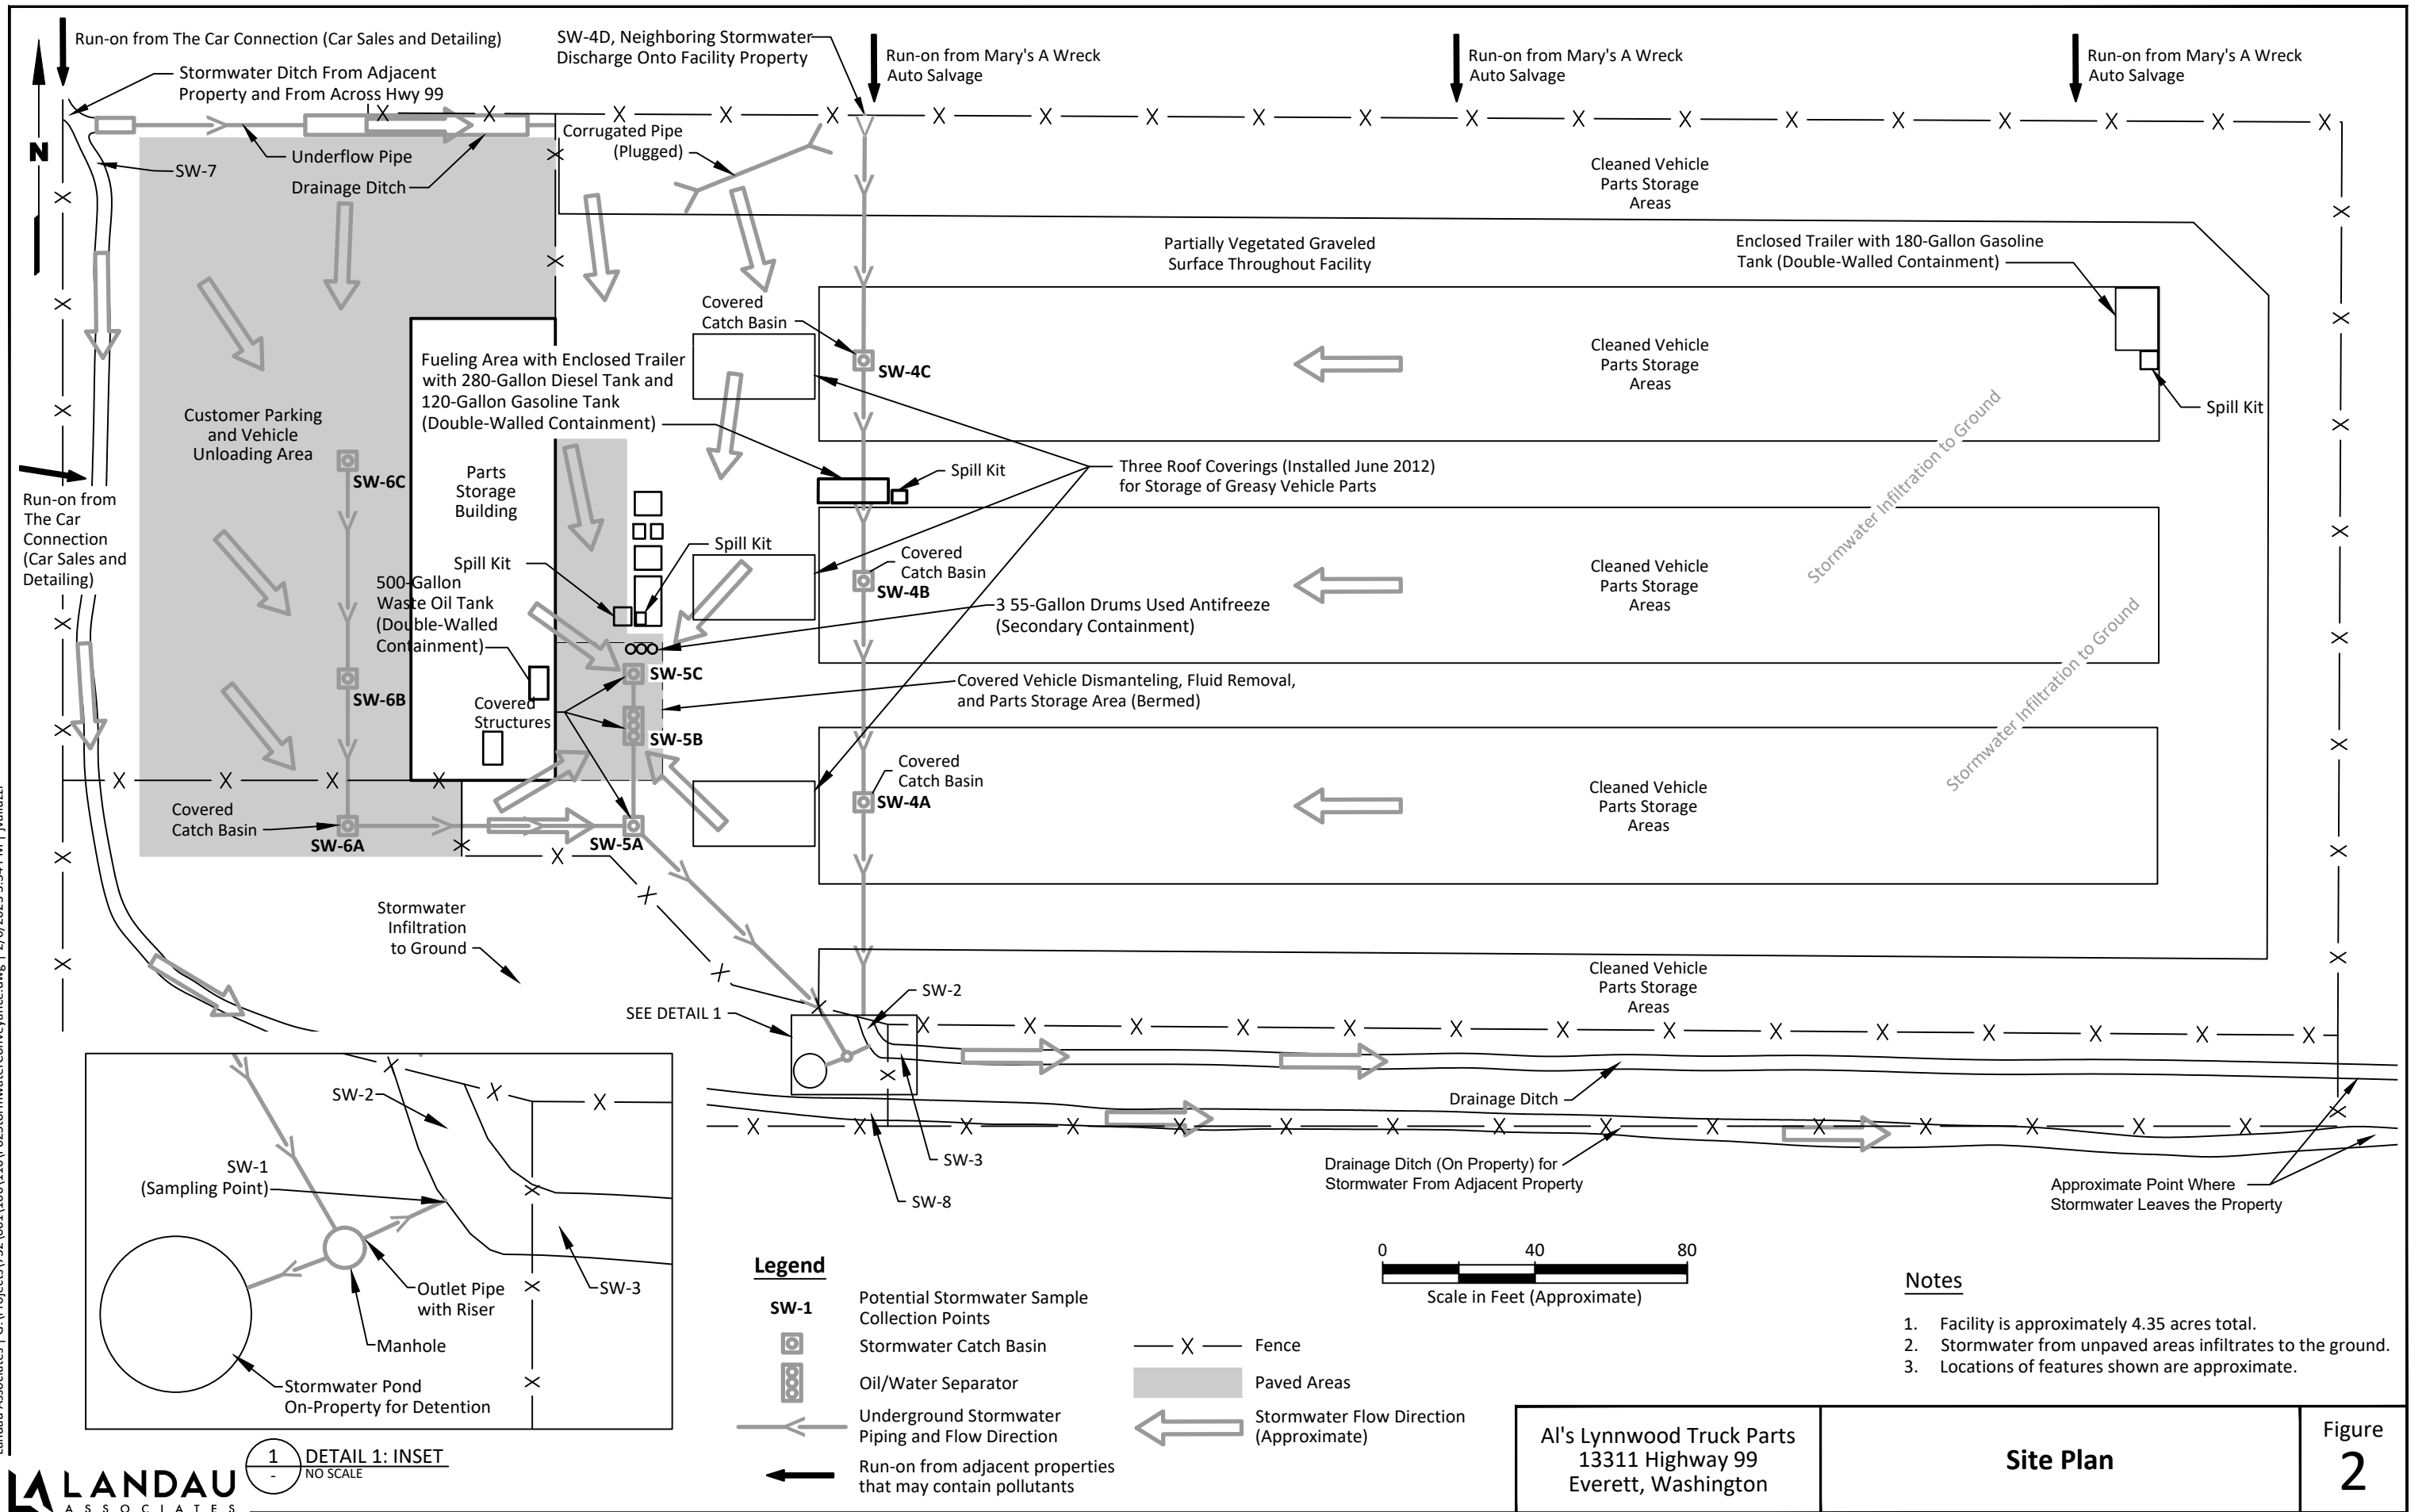 Run-on from The Car Connection (Car Sales and Detailing)
Stormwater Ditch From Adjacent
Property and From Across Hwy 99
SW-4D, Neighboring Stormwater
Discharge Onto Facility Property
Run-on from Mary's A Wreck
Auto Salvage
Run-on from Mary's A Wreck
Auto Salvage
Run-on from Mary's A Wreck
Auto Salvage
N
SW-7
Underflow Pipe
Drainage Ditch
Corrugated Pipe
(Plugged)
Cleaned Vehicle
Parts Storage
Areas
Partially Vegetated Graveled
Surface Throughout Facility
Enclosed Trailer with 180-Gallon Gasoline
Tank (Double-Walled Containment)
Spill Kit
Covered
Catch Basin
SW-4C
Cleaned Vehicle
Parts Storage
Areas
Fueling Area with Enclosed Trailer
with 280-Gallon Diesel Tank and
120-Gallon Gasoline Tank
(Double-Walled Containment)
Customer Parking
and Vehicle
Unloading Area
SW-6C
Parts
Storage
Building
Spill Kit
Three Roof Coverings (Installed June 2012)
for Storage of Greasy Vehicle Parts
Stormwater Infiltration to Ground
Run-on from
The Car
Connection
(Car Sales and
Detailing)
Spill Kit
Spill Kit
500-Gallon
Waste Oil Tank
(Double-Walled
Containment)
Covered
Catch Basin
SW-4B
Cleaned Vehicle
Parts Storage
Areas
3 55-Gallon Drums Used Antifreeze
(Secondary Containment)
Stormwater Infiltration to Ground
SW-5C
SW-6B
Covered
Structures
SW-5B
Covered Vehicle Dismanteling, Fluid Removal,
and Parts Storage Area (Bermed)
Covered
Catch Basin
SW-4A
Cleaned Vehicle
Parts Storage
Areas
Covered
Catch Basin
SW-6A
SW-5A
Stormwater
Infiltration
to Ground
Cleaned Vehicle
Parts Storage
Areas
SEE DETAIL 1
SW-2
SW-3
SW-8
Drainage Ditch
Drainage Ditch (On Property) for
Stormwater From Adjacent Property
Approximate Point Where
Stormwater Leaves the Property
SW-2
SW-1
(Sampling Point)
SW-3
Outlet Pipe
with Riser
Manhole
Stormwater Pond
On-Property for Detention
1
-
DETAIL 1: INSET
NO SCALE
Legend
SW-1
Potential Stormwater Sample
Collection Points
Stormwater Catch Basin
Oil/Water Separator
Underground Stormwater
Piping and Flow Direction
Run-on from adjacent properties
that may contain pollutants
X
Fence
Paved Areas
Stormwater Flow Direction
(Approximate)
0 40 80
Scale in Feet (Approximate)
Notes
1. Facility is approximately 4.35 acres total.
2. Stormwater from unpaved areas infiltrates to the ground.
3. Locations of features shown are approximate.
LANDAU
ASSOCIATES
Al's Lynnwood Truck Parts
13311 Highway 99
Everett, Washington
Site Plan
Figure
2